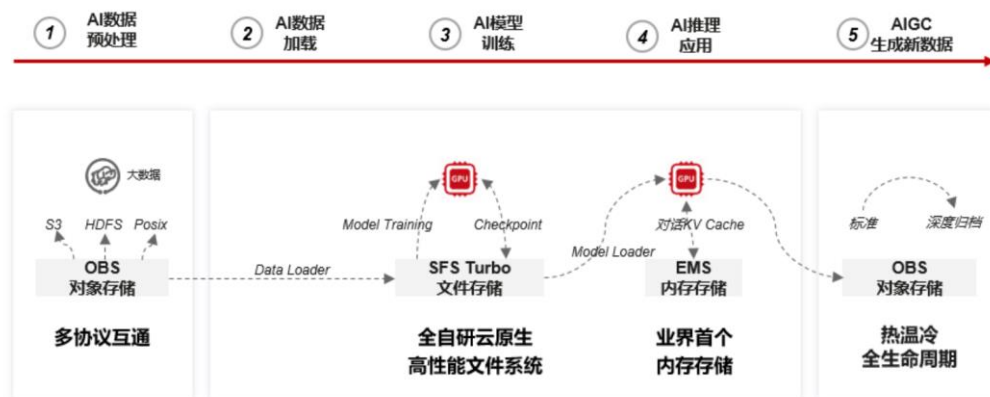 1
AI数据
预处理
2
AI数据
加载
3
AI模型
训练
4
AI推理
应用
5
AIGC
生成新数据
大数据
S3 HDFS Posix
OBS
对象存储
多协议互通
Data Loader
GPU
Model Training
Checkpoint
SFS Turbo
文件存储
全自研云原生
高性能文件系统
Model Loader
GPU
对话KV Cache
EMS
内存存储
业界首个
内存存储
标准
深度归档
OBS
对象存储
热温冷
全生命周期